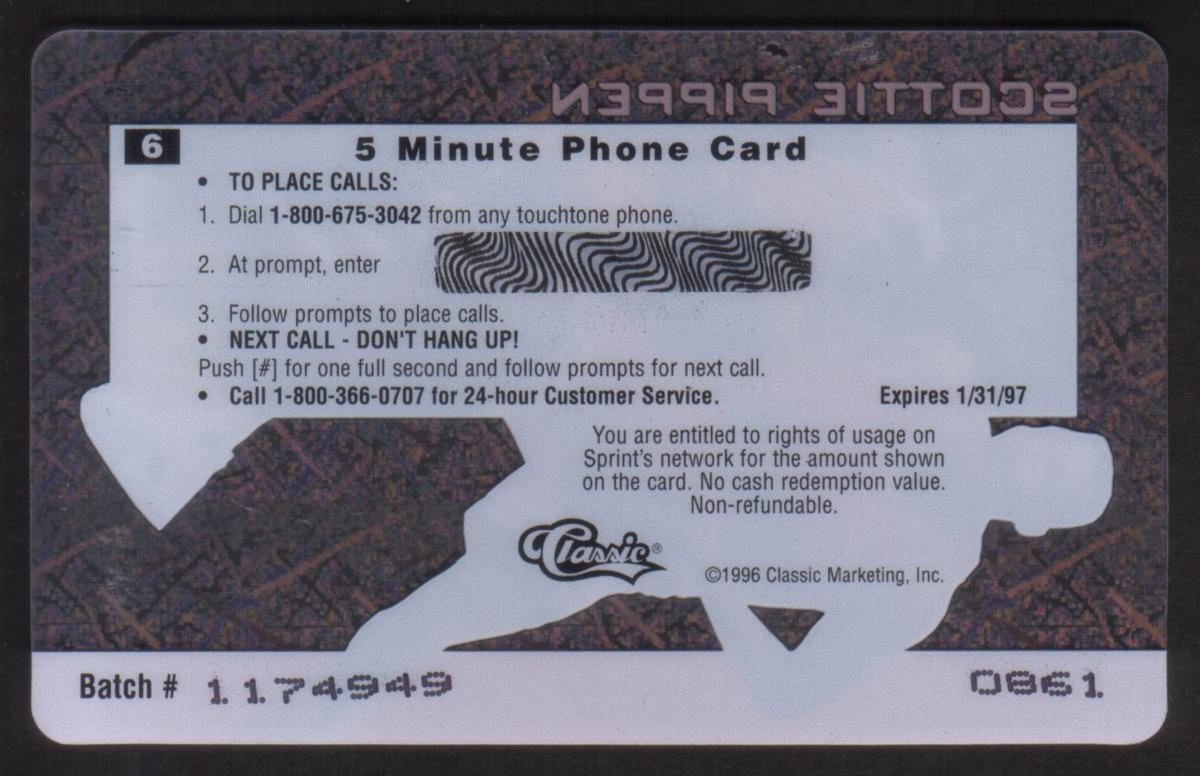 SCOTTIE PIPPEN
6 5 Minute Phone Card
• TO PLACE CALLS:
1. Dial 1-800-675-3042 from any touchtone phone.
2. At prompt, enter
3. Follow prompts to place calls.
• NEXT CALL - DON'T HANG UP!
Push [#] for one full second and follow prompts for next call.
• Call 1-800-366-0707 for 24-hour Customer Service. Expires 1/31/97
You are entitled to rights of usage on
Sprint's network for the amount shown
on the card. No cash redemption value.
Non-refundable.
Classic®
©1996 Classic Marketing, Inc.
Batch # 1174949 0861